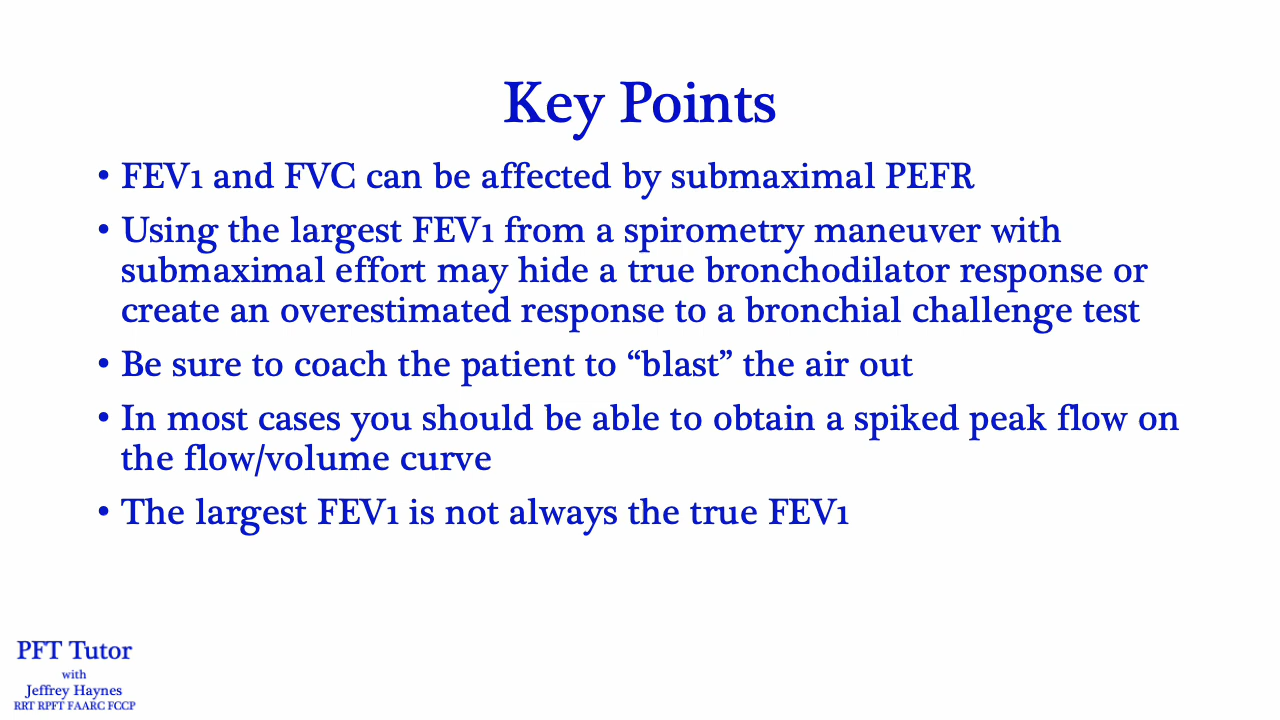 Key Points
• FEV1 and FVC can be affected by submaximal PEFR
• Using the largest FEV1 from a spirometry maneuver with
submaximal effort may hide a true bronchodilator response or
create an overestimated response to a bronchial challenge test
• Be sure to coach the patient to “blast” the air out
• In most cases you should be able to obtain a spiked peak flow on
the flow/volume curve
• The largest FEV1 is not always the true FEV1
PFT Tutor
with
Jeffrey Haynes
RRT RPFT FAARC FCCP